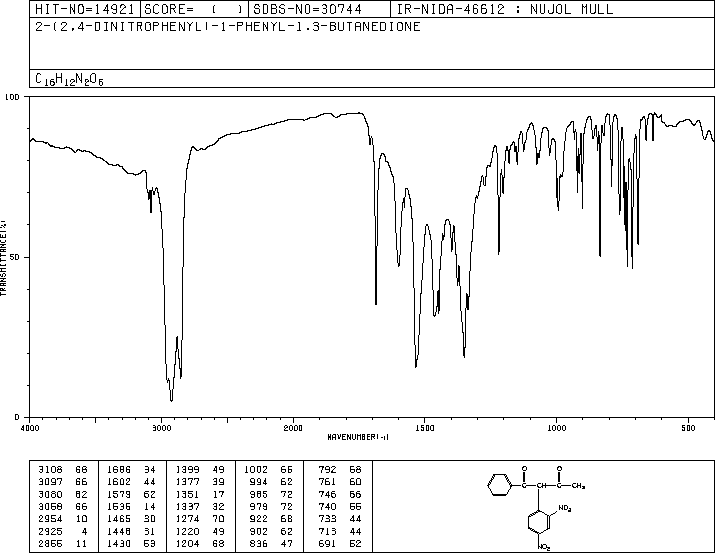 HIT-NO=14921 SCORE= ( ) SDBS-NO=30744 IR-NIDA-46612 : NUJOL MULL
2-(2,4-DINITROPHENYL)-1-PHENYL-1,3-BUTANEDIONE
C16H12N2O6
100
50
0
TRANSMITTANCE(%)
4000 3000 2000 1500 1000 500
WAVENUMBER(-1)
3108 68 1686 34 1399 49 1002 66 792 68
3097 66 1602 44 1377 39 994 62 761 60
3080 62 1579 62 1351 17 985 72 746 66
3068 66 1536 14 1337 32 979 72 740 55
2954 10 1465 30 1274 70 922 68 733 44
2925 4 1448 31 1220 49 902 62 713 44
2855 11 1430 53 1204 68 836 47 691 52
O O
C CH C CH3
NO2
NO2